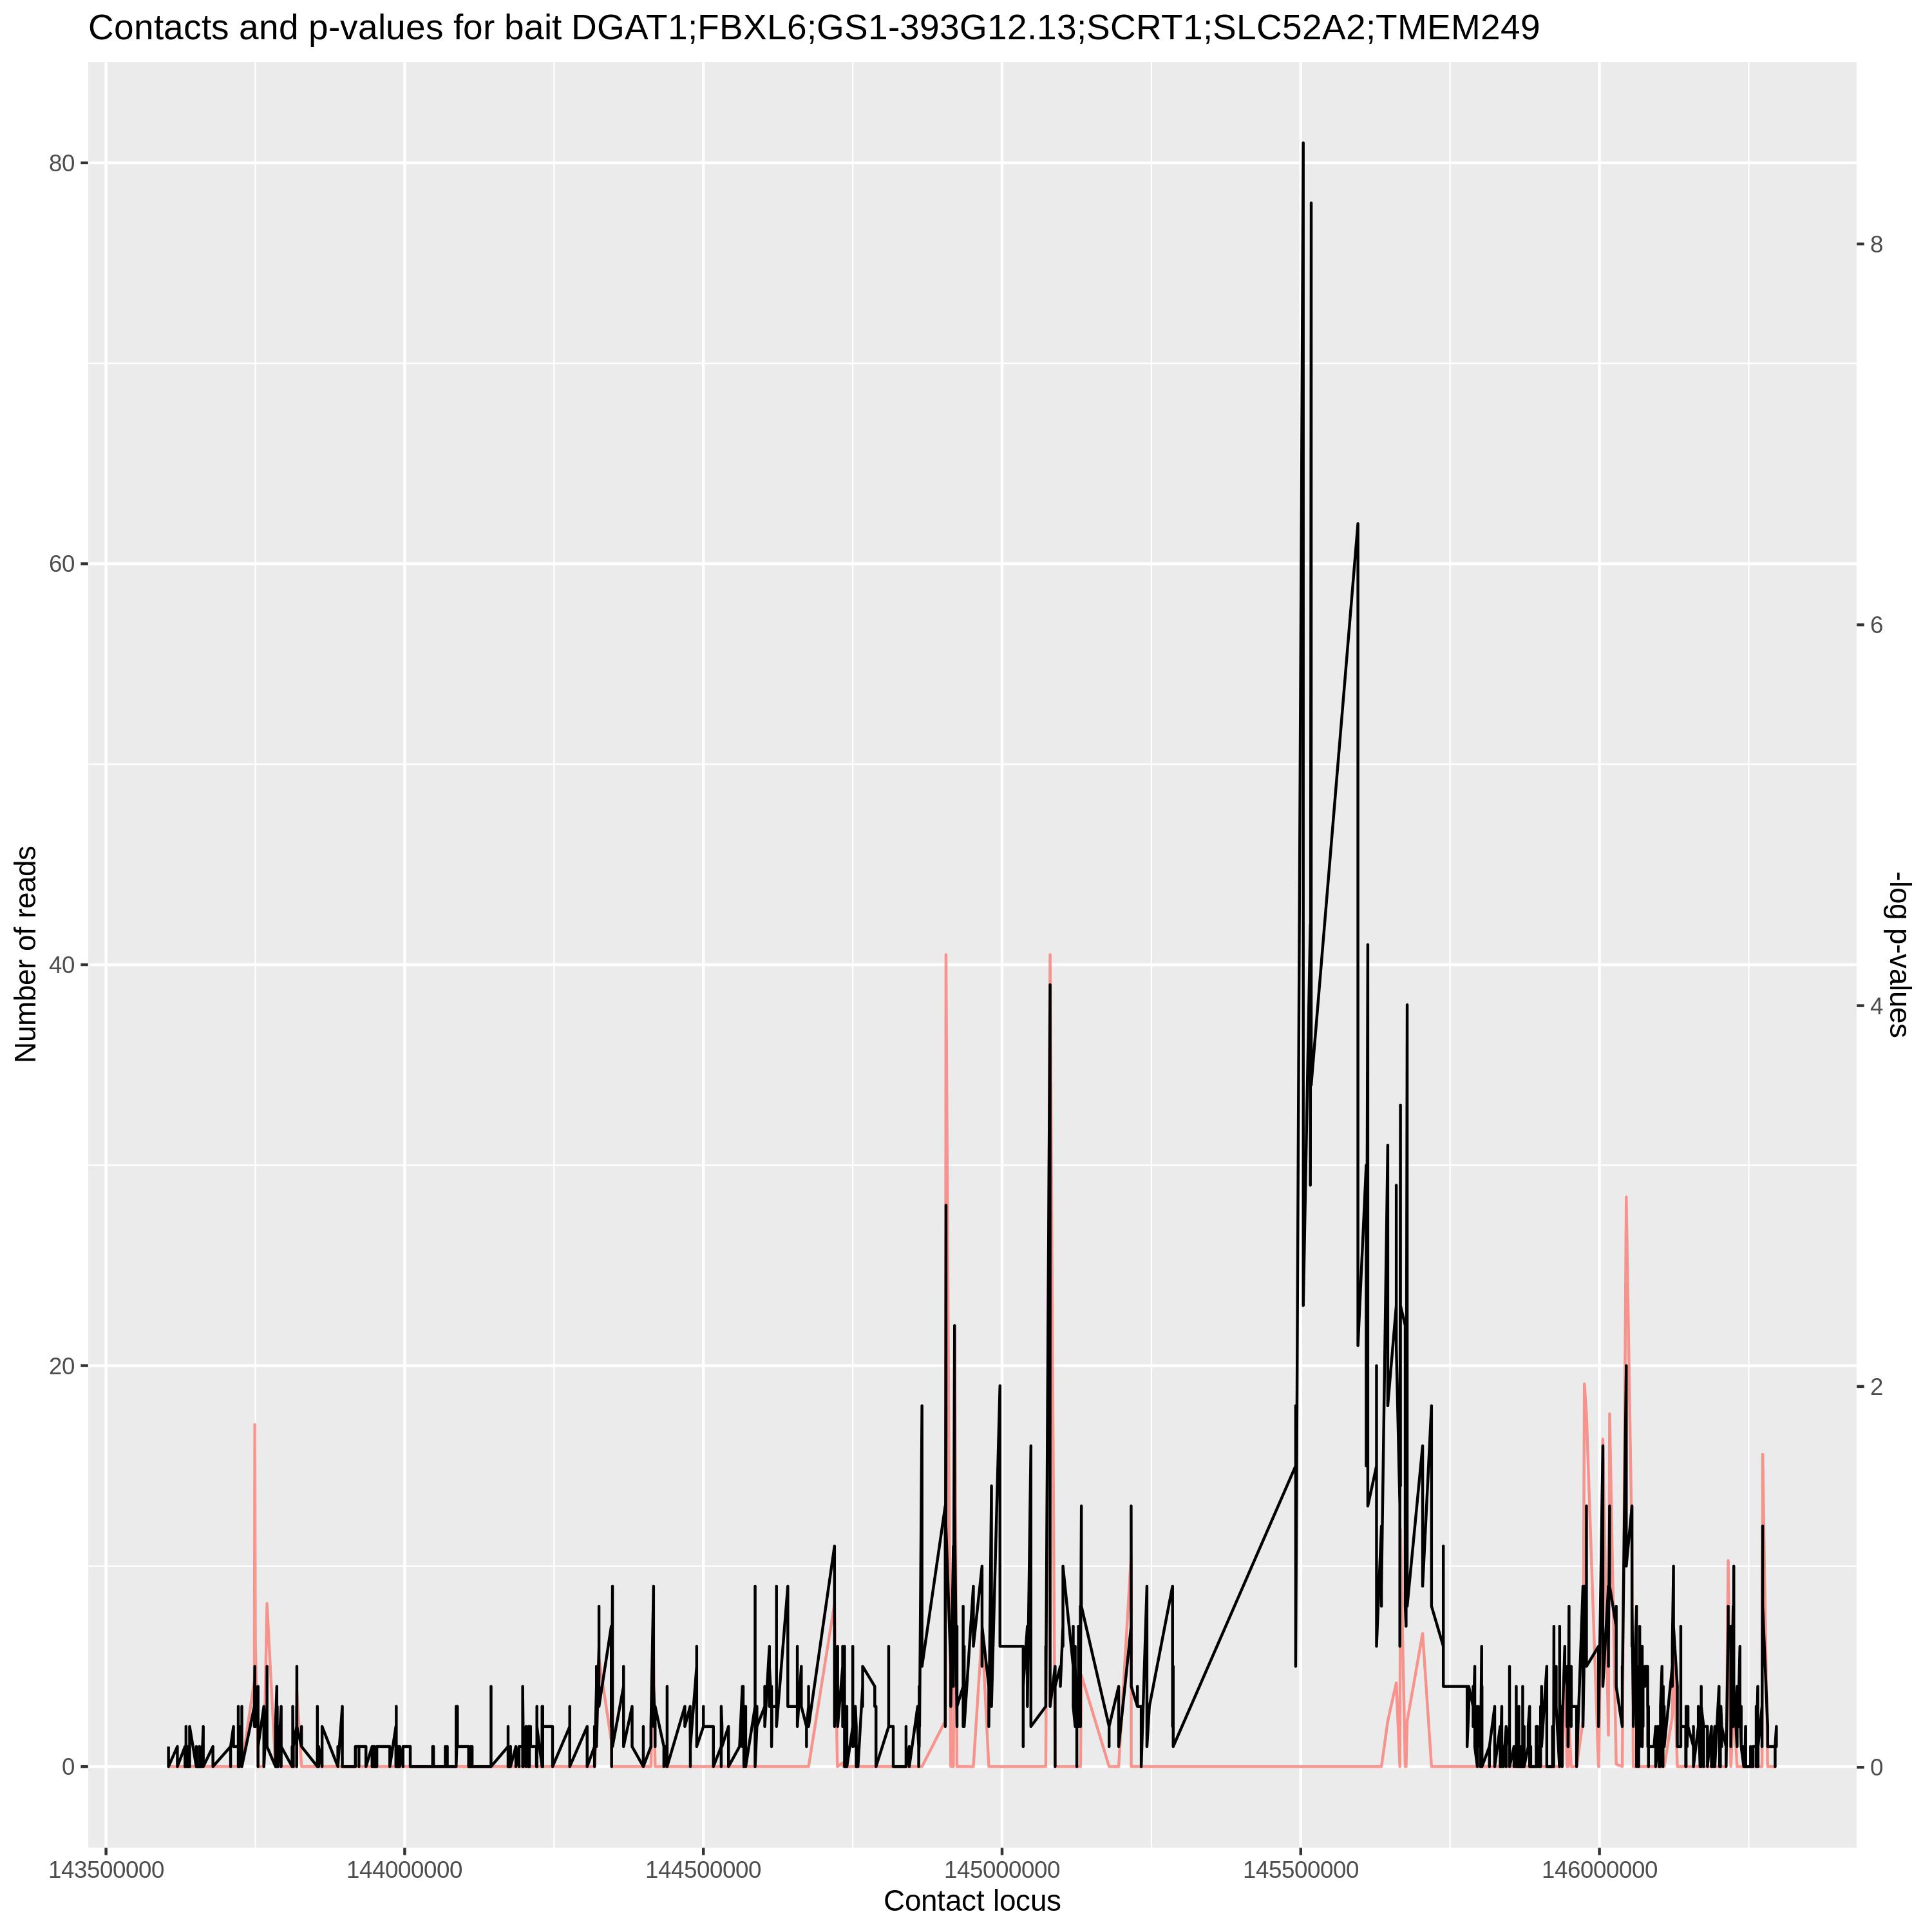 Contacts and p-values for bait DGAT1;FBXL6;GS1-393G12.13;SCRT1;SLC52A2;TMEM249
80
60
40
20
0
Number of reads
8
6
4
2
0
-log p-values
143500000 144000000 144500000 145000000 145500000 146000000
Contact locus